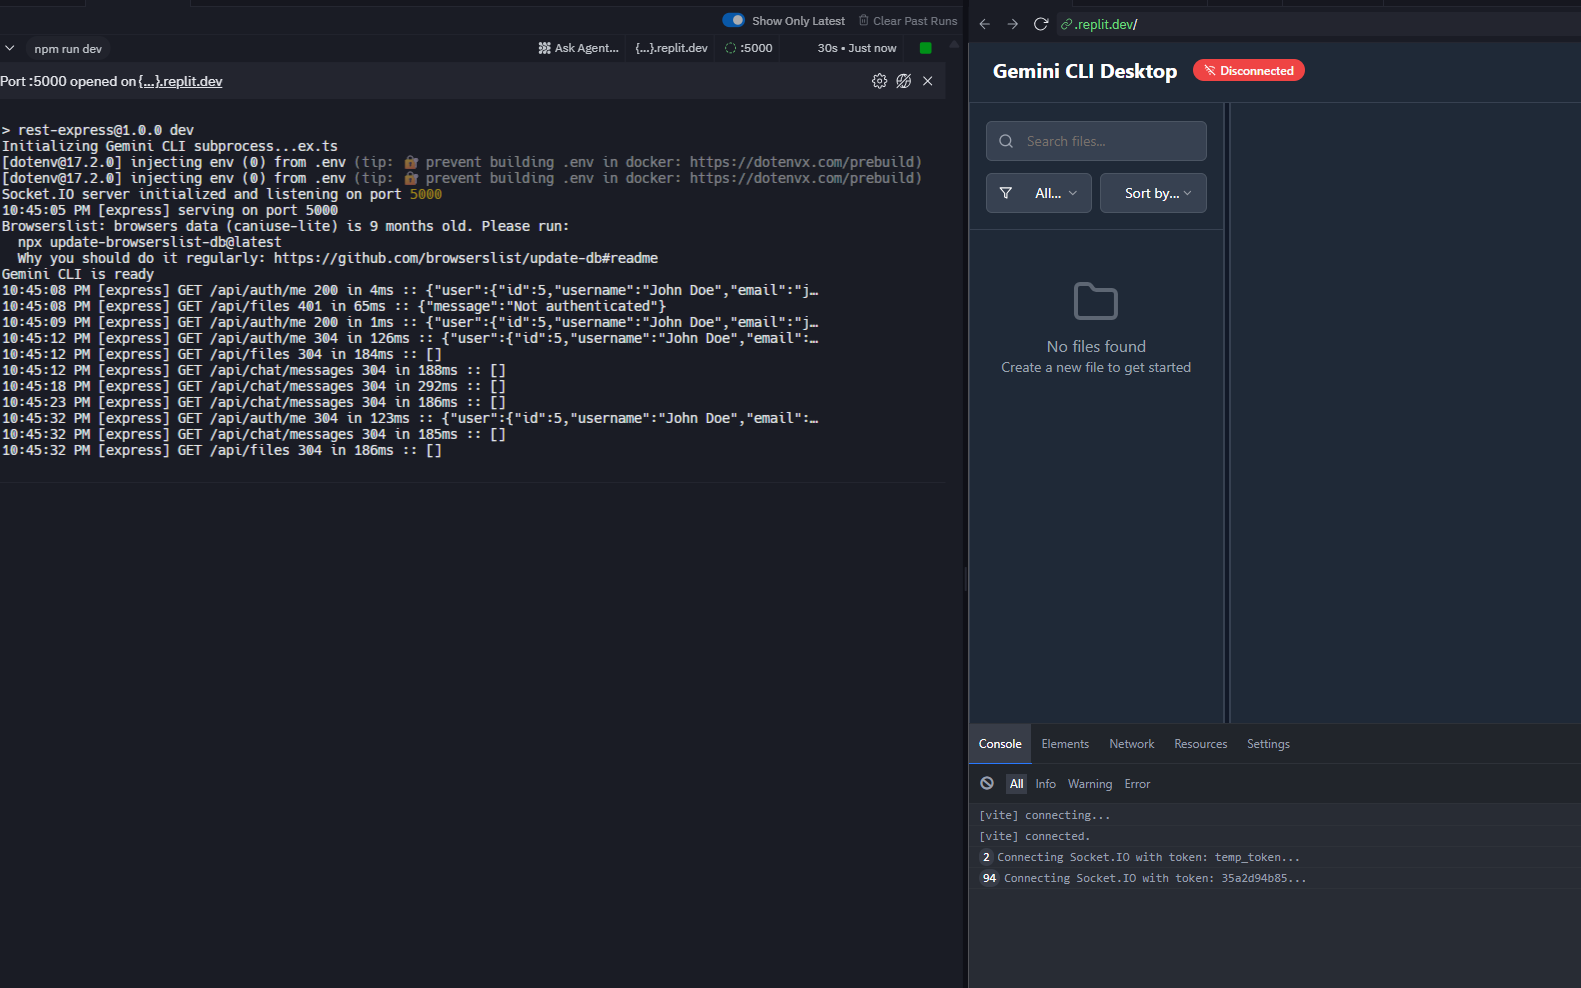 Show Only Latest
Clear Past Runs
npm run dev
Ask Agent...
{...}.replit.dev
:5000
30s • Just now
Port :5000 opened on {...}.replit.dev
> rest-express@1.0.0 dev
Initializing Gemini CLI subprocess...ex.ts
[dotenv@17.2.0] injecting env (0) from .env (tip: 🔐 prevent building .env in docker: https://dotenvx.com/prebuild)
[dotenv@17.2.0] injecting env (0) from .env (tip: 🔐 prevent building .env in docker: https://dotenvx.com/prebuild)
Socket.IO server initialized and listening on port 5000
10:45:05 PM [express] serving on port 5000
Browserslist: browsers data (caniuse-lite) is 9 months old. Please run:
npx update-browserslist-db@latest
Why you should do it regularly: https://github.com/browserslist/update-db#readme
Gemini CLI is ready
10:45:08 PM [express] GET /api/auth/me 200 in 4ms :: {"user":{"id":5,"username":"John Doe","email":"j…
10:45:08 PM [express] GET /api/files 401 in 65ms :: {"message":"Not authenticated"}
10:45:09 PM [express] GET /api/auth/me 200 in 1ms :: {"user":{"id":5,"username":"John Doe","email":"j…
10:45:12 PM [express] GET /api/auth/me 304 in 126ms :: {"user":{"id":5,"username":"John Doe","email":…
10:45:12 PM [express] GET /api/files 304 in 184ms :: []
10:45:12 PM [express] GET /api/chat/messages 304 in 188ms :: []
10:45:18 PM [express] GET /api/chat/messages 304 in 292ms :: []
10:45:23 PM [express] GET /api/chat/messages 304 in 186ms :: []
10:45:32 PM [express] GET /api/auth/me 304 in 123ms :: {"user":{"id":5,"username":"John Doe","email":…
10:45:32 PM [express] GET /api/chat/messages 304 in 185ms :: []
10:45:32 PM [express] GET /api/files 304 in 186ms :: []
.replit.dev/
Gemini CLI Desktop
Disconnected
Search files...
All...
Sort by...
No files found
Create a new file to get started
Console
Elements
Network
Resources
Settings
All
Info
Warning
Error
[vite] connecting...
[vite] connected.
2 Connecting Socket.IO with token: temp_token...
94 Connecting Socket.IO with token: 35a2d94b85...